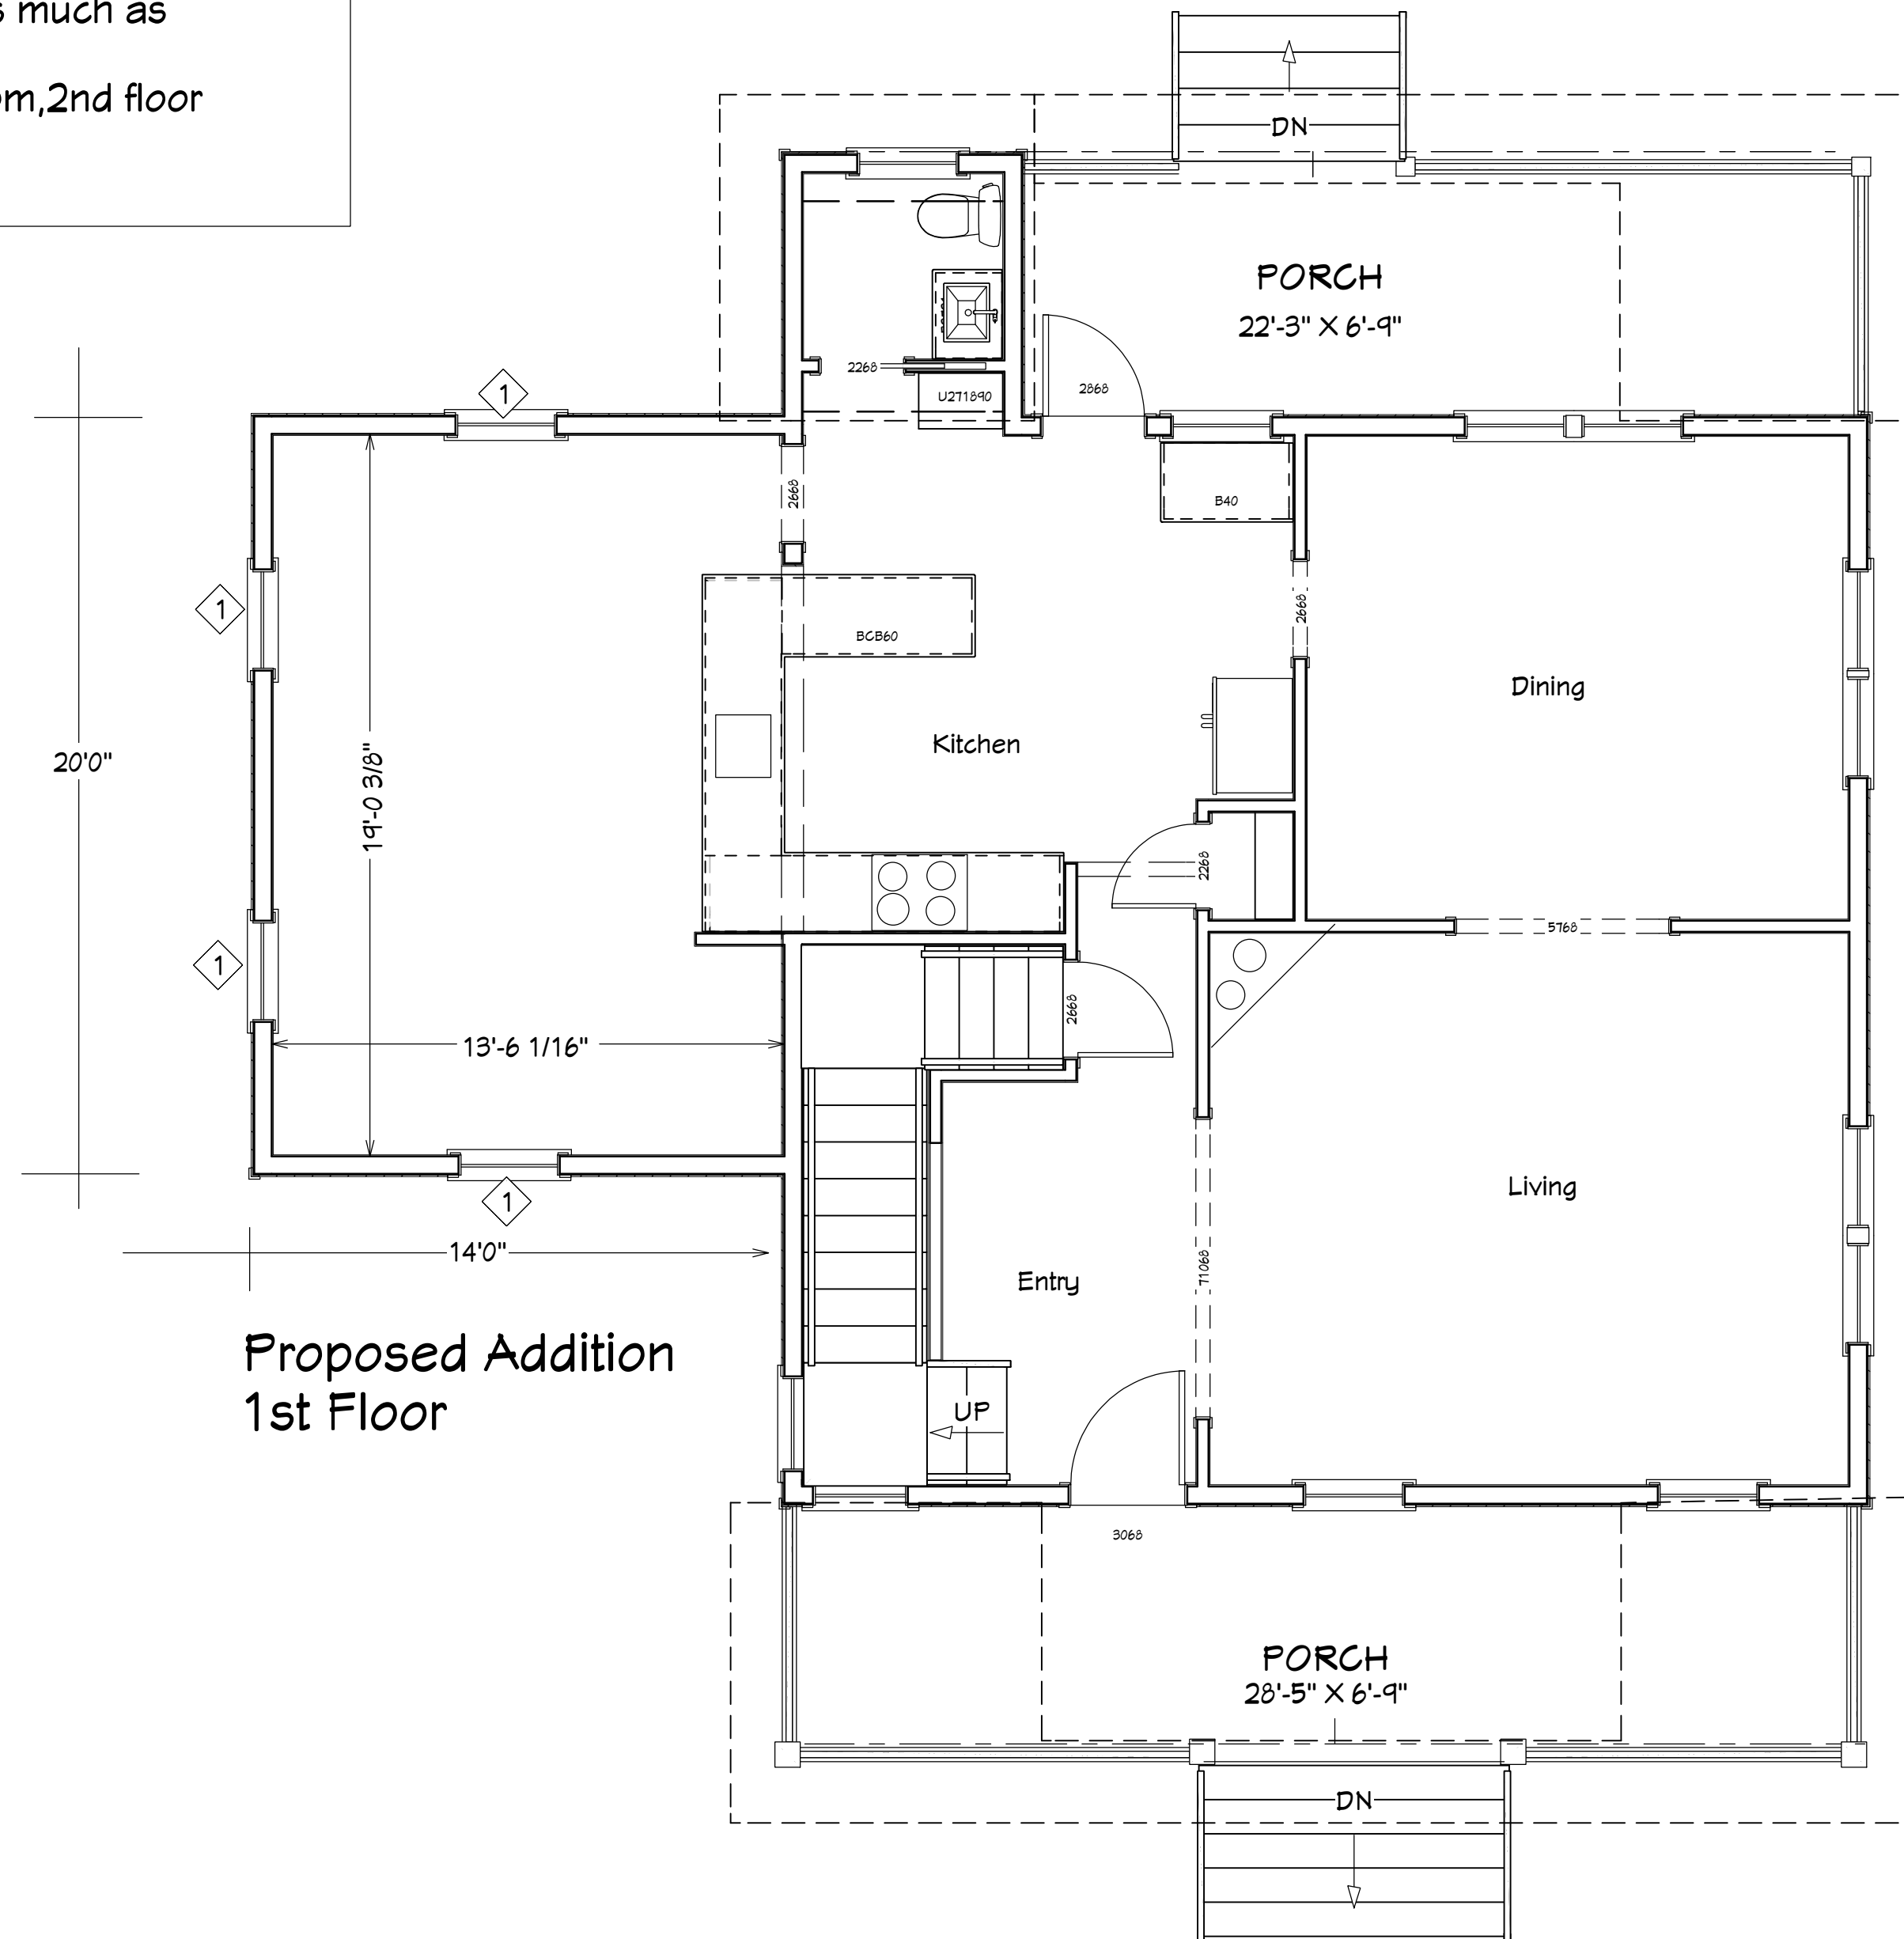 s much as
m,2nd floor
DN
PORCH
22'-3" X 6'-9"
2268
U271890
2868
1
2668
B40
1
2668
BCB60
Dining
Kitchen
20'0"
19'-0 3/8"
2268
5768
1
2668
13'-6 1/16"
Living
1
14'0"
71068
Entry
Proposed Addition
1st Floor
UP
3068
PORCH
28'-5" X 6'-9"
DN